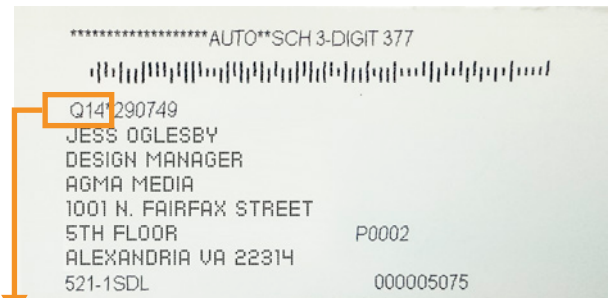 *******************AUTO**SCH 3-DIGIT 377
Q14*290749
JESS OGLESBY
DESIGN MANAGER
AGMA MEDIA
1001 N. FAIRFAX STREET
5TH FLOOR P0002
ALEXANDRIA VA 22314
521-1SDL 000005075